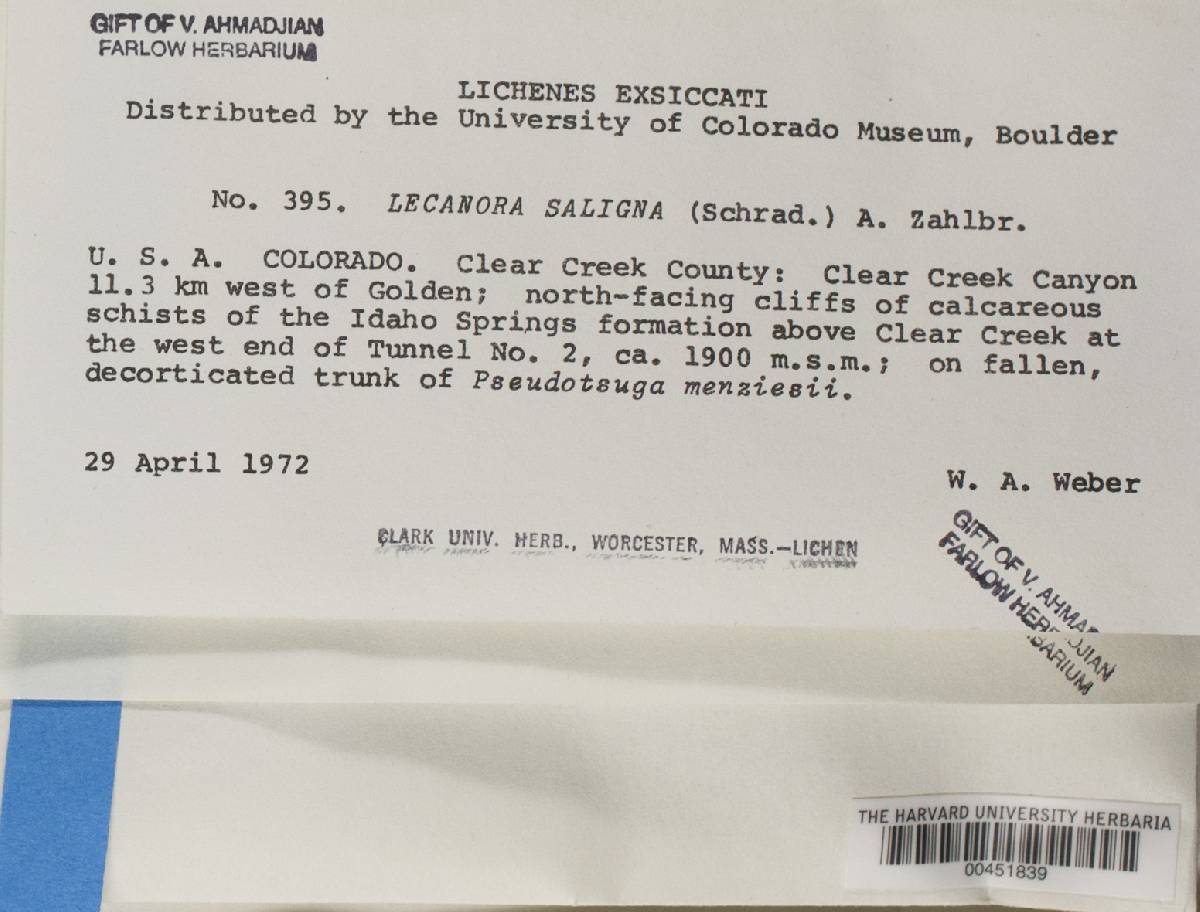 GIFT OF V. AHMADJIAN
FARLOW HERBARIUM
LICHENES EXSICCATI
Distributed by the University of Colorado Museum, Boulder
No. 395. LECANORA SALIGNA (Schrad.) A. Zahlbr.
U. S. A. COLORADO. Clear Creek County: Clear Creek Canyon
11.3 km west of Golden; north-facing cliffs of calcareous
schists of the Idaho Springs formation above Clear Creek at
the west end of Tunnel No. 2, ca. 1900 m.s.m.; on fallen,
decorticated trunk of Pseudotsuga menziesii.
29 April 1972
W. A. Weber
CLARK UNIV. HERB., WORCESTER, MASS.-LICHEN
GIFT OF V. AHMADJIAN
FARLOW HERBARIUM
THE HARVARD UNIVERSITY HERBARIA
00451839